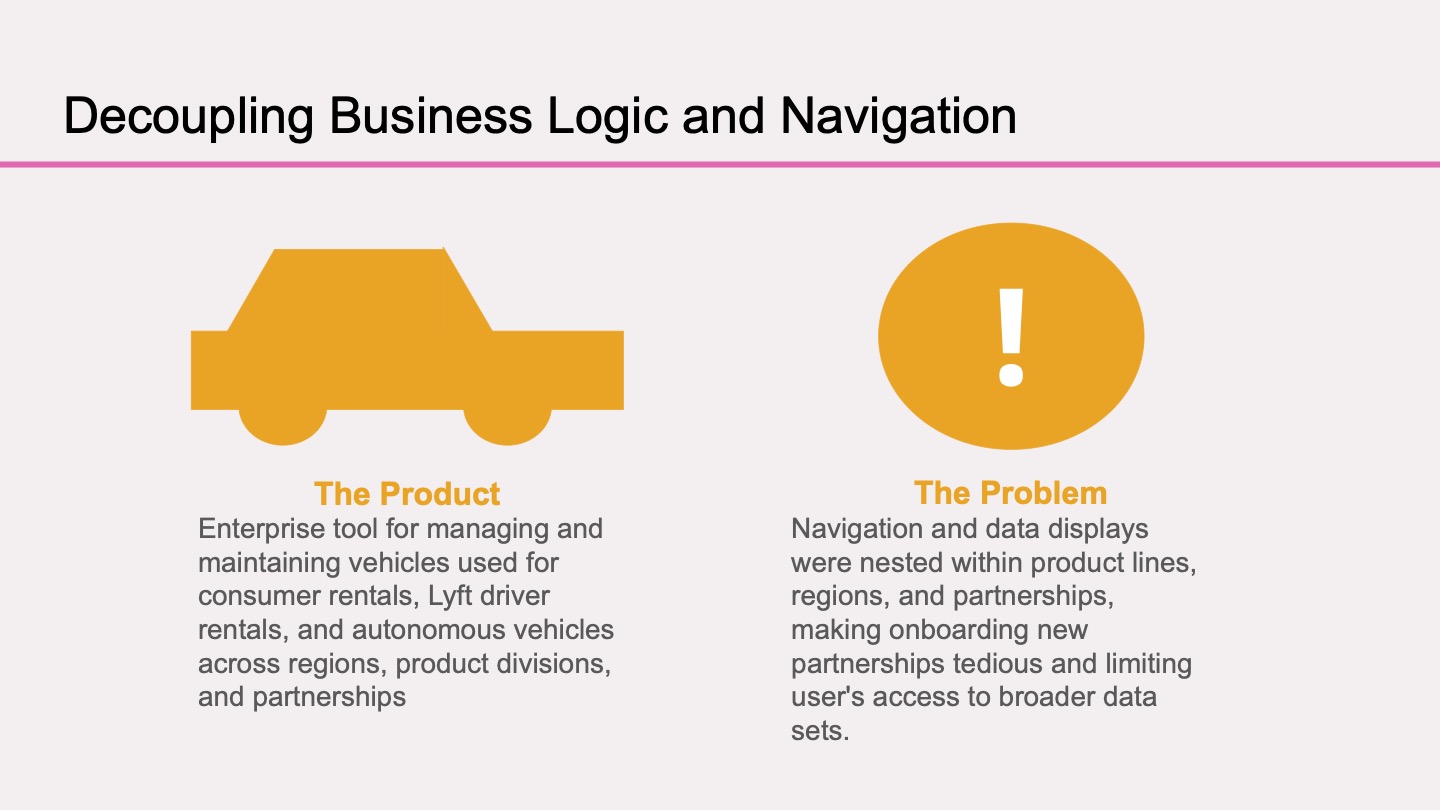 Decoupling Business Logic and Navigation
!
The Product
Enterprise tool for managing and
maintaining vehicles used for
consumer rentals, Lyft driver
rentals, and autonomous vehicles
across regions, product divisions,
and partnerships
The Problem
Navigation and data displays
were nested within product lines,
regions, and partnerships,
making onboarding new
partnerships tedious and limiting
user's access to broader data
sets.